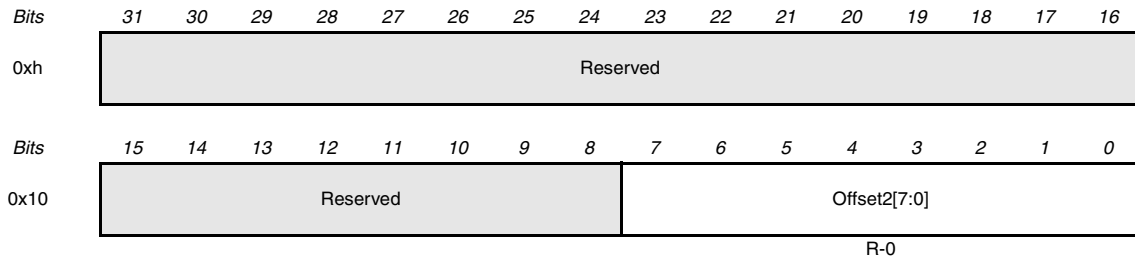 Bits 31 30 29 28 27 26 25 24 23 22 21 20 19 18 17 16
0xh Reserved
Bits 15 14 13 12 11 10 9 8 7 6 5 4 3 2 1 0
0x10 Reserved Offset2[7:0]
R-0